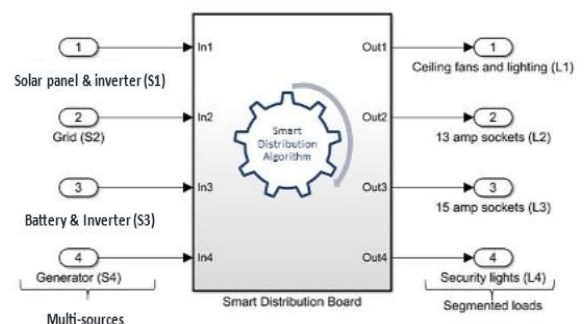 1
In1
Out1
1
Solar panel & inverter (S1)
Ceiling fans and lighting (L1)
2
In2
Out2
2
Grid (S2)
13 amp sockets (L2)
Smart
Distribution
Algorithm
3
In3
Out3
3
Battery & Inverter (S3)
15 amp sockets (L3)
4
In4
Out4
4
Generator (S4)
Security lights (L4)
Smart Distribution Board
Segmented loads
Multi-sources